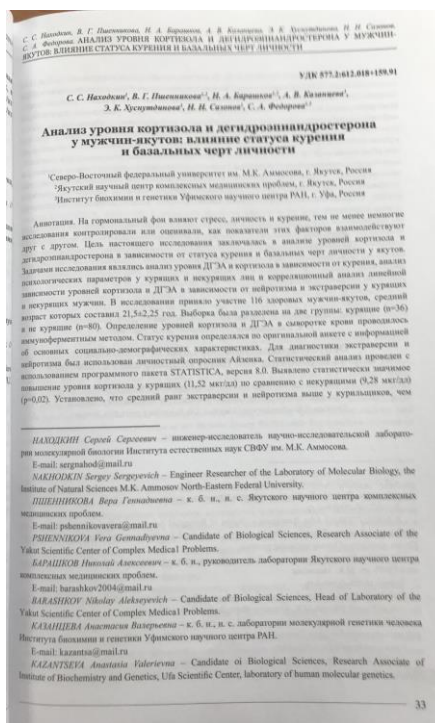 С. С. Находкин, В. Г. Пшенникова, Н. А. Барашков, А. В. Казанцева, Э. К. Хуснутдинова, Н. Н. Сазонов,
С. А. Федорова. АНАЛИЗ УРОВНЯ КОРТИЗОЛА И ДЕГИДРОЭПИАНДРОСТЕРОНА У МУЖЧИН-
ЯКУТОВ: ВЛИЯНИЕ СТАТУСА КУРЕНИЯ И БАЗАЛЬНЫХ ЧЕРТ ЛИЧНОСТИ
УДК 577.2:612.018+159.91
С. С. Находкин¹, В. Г. Пшенникова¹,², Н. А. Барашков¹,², А. В. Казанцева³,
Э. К. Хуснутдинова³, Н. Н. Сазонов¹, С. А. Федорова¹,²
Анализ уровня кортизола и дегидроэпиандростерона
у мужчин-якутов: влияние статуса курения
и базальных черт личности
¹Северо-Восточный федеральный университет им. М.К. Аммосова, г. Якутск, Россия
²Якутский научный центр комплексных медицинских проблем, г. Якутск, Россия
³Институт биохимии и генетики Уфимского научного центра РАН, г. Уфа, Россия
Аннотация. На гормональный фон влияют стресс, личность и курение, тем не менее немногие
исследования контролировали или оценивали, как показатели этих факторов взаимодействуют
друг с другом. Цель настоящего исследования заключалась в анализе уровней кортизола и
дегидроэпиандростерона в зависимости от статуса курения и базальных черт личности у якутов.
Задачами исследования являлись анализ уровня ДГЭА и кортизола в зависимости от курения, анализ
психологических параметров у курящих и некурящих лиц и корреляционный анализ линейной
зависимости уровней кортизола и ДГЭА в зависимости от нейротизма и экстраверсии у курящих
и некурящих мужчин. В исследовании приняло участие 116 здоровых мужчин-якутов, средний
возраст которых составил 21,5±2,25 год. Выборка была разделена на две группы: курящие (n=36)
и не курящие (n=80). Определение уровней кортизола и ДГЭА в сыворотке крови проводилось
иммуноферментным методом. Статус курения определялся по оригинальной анкете с информацией
об основных социально-демографических характеристиках. Для диагностики экстраверсии и
нейротизма был использован личностный опросник Айзенка. Статистический анализ проведен с
использованием программного пакета STATISTICA, версия 8.0. Выявлено статистически значимое
повышение уровня кортизола у курящих (11,52 мкг/дл) по сравнению с некурящими (9,28 мкг/дл)
(p=0,02). Установлено, что средний ранг экстраверсии и нейротизма выше у курильщиков, чем
НАХОДКИН Сергей Сергеевич – инженер-исследователь научно-исследовательской лаборато-
рии молекулярной биологии Института естественных наук СВФУ им. М.К. Аммосова.
E-mail: sergnahod@mail.ru
NAKHODKIN Sergey Sergeyevich – Engineer Researcher of the Laboratory of Molecular Biology, the
Institute of Natural Sciences M.K. Ammosov North-Eastern Federal University.
ПШЕННИКОВА Вера Геннадиевна – к. б. н., н. с. Якутского научного центра комплексных
медицинских проблем.
E-mail: pshennikovavera@mail.ru
PSHENNIKOVA Vera Gennadiyevna – Candidate of Biological Sciences, Research Associate of the
Yakut Scientific Center of Complex Medical Problems.
БАРАШКОВ Николай Алексеевич – к. б. н., руководитель лаборатории Якутского научного центра
комплексных медицинских проблем.
E-mail: barashkov2004@mail.ru
BARASHKOV Nikolay Alekseyevich – Candidate of Biological Sciences, Head of Laboratory of the
Yakut Scientific Center of Complex Medical Problems.
КАЗАНЦЕВА Анастасия Валерьевна – к. б. н., н. с. лаборатории молекулярной генетики человека
Института биохимии и генетики Уфимского научного центра РАН.
E-mail: kazantsa@mail.ru
KAZANTSEVA Anastasia Valerievna – Candidate oi Biological Sciences, Research Associate of
Institute of Biochemistry and Genetics, Ufa Scientific Center, laboratory of human molecular genetics.
33